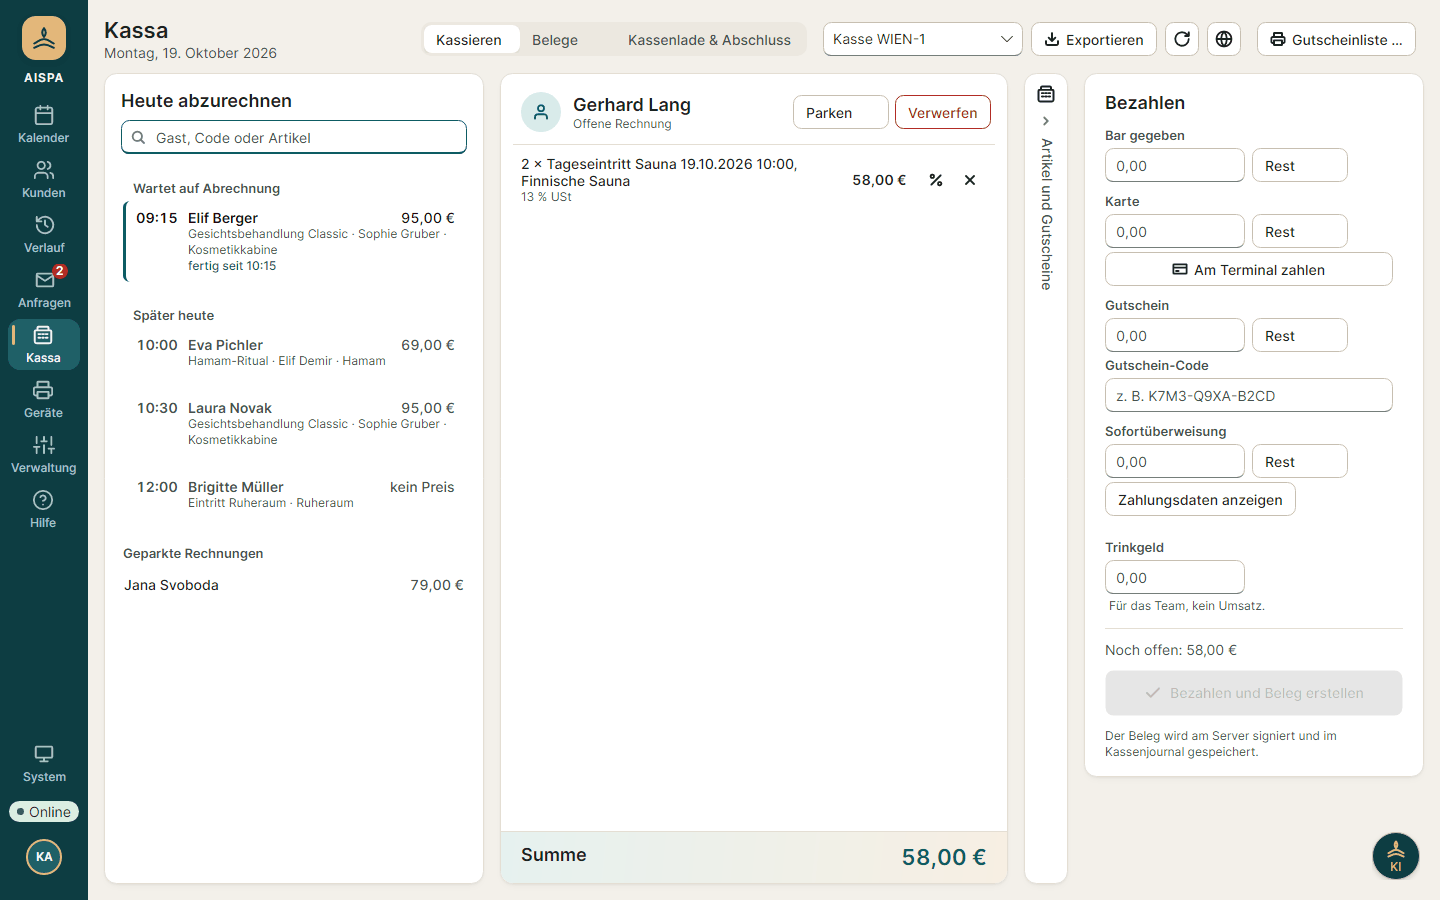 AISPA
Kalender
Kunden
Verlauf
2
Anfragen
Kassa
Geräte
Verwaltung
Hilfe
System
Online
KA
Kassa
Montag, 19. Oktober 2026
Kassieren
Belege
Kassenlade & Abschluss
Kasse WIEN-1
Exportieren
Gutscheinliste ...
Heute abzurechnen
Gast, Code oder Artikel
Wartet auf Abrechnung
09:15 Elif Berger 95,00 €
Gesichtsbehandlung Classic · Sophie Gruber ·
Kosmetikkabine
fertig seit 10:15
Später heute
10:00 Eva Pichler 69,00 €
Hamam-Ritual · Elif Demir · Hamam
10:30 Laura Novak 95,00 €
Gesichtsbehandlung Classic · Sophie Gruber ·
Kosmetikkabine
12:00 Brigitte Müller kein Preis
Eintritt Ruheraum · Ruheraum
Geparkte Rechnungen
Jana Svoboda 79,00 €
Gerhard Lang
Offene Rechnung
Parken
Verwerfen
2 × Tageseintritt Sauna 19.10.2026 10:00,
Finnische Sauna
13 % USt
58,00 €
Summe 58,00 €
Artikel und Gutscheine
Bezahlen
Bar gegeben
0,00 Rest
Karte
0,00 Rest
Am Terminal zahlen
Gutschein
0,00 Rest
Gutschein-Code
z. B. K7M3-Q9XA-B2CD
Sofortüberweisung
0,00 Rest
Zahlungsdaten anzeigen
Trinkgeld
0,00
Für das Team, kein Umsatz.
Noch offen: 58,00 €
Bezahlen und Beleg erstellen
Der Beleg wird am Server signiert und im
Kassenjournal gespeichert.
KI